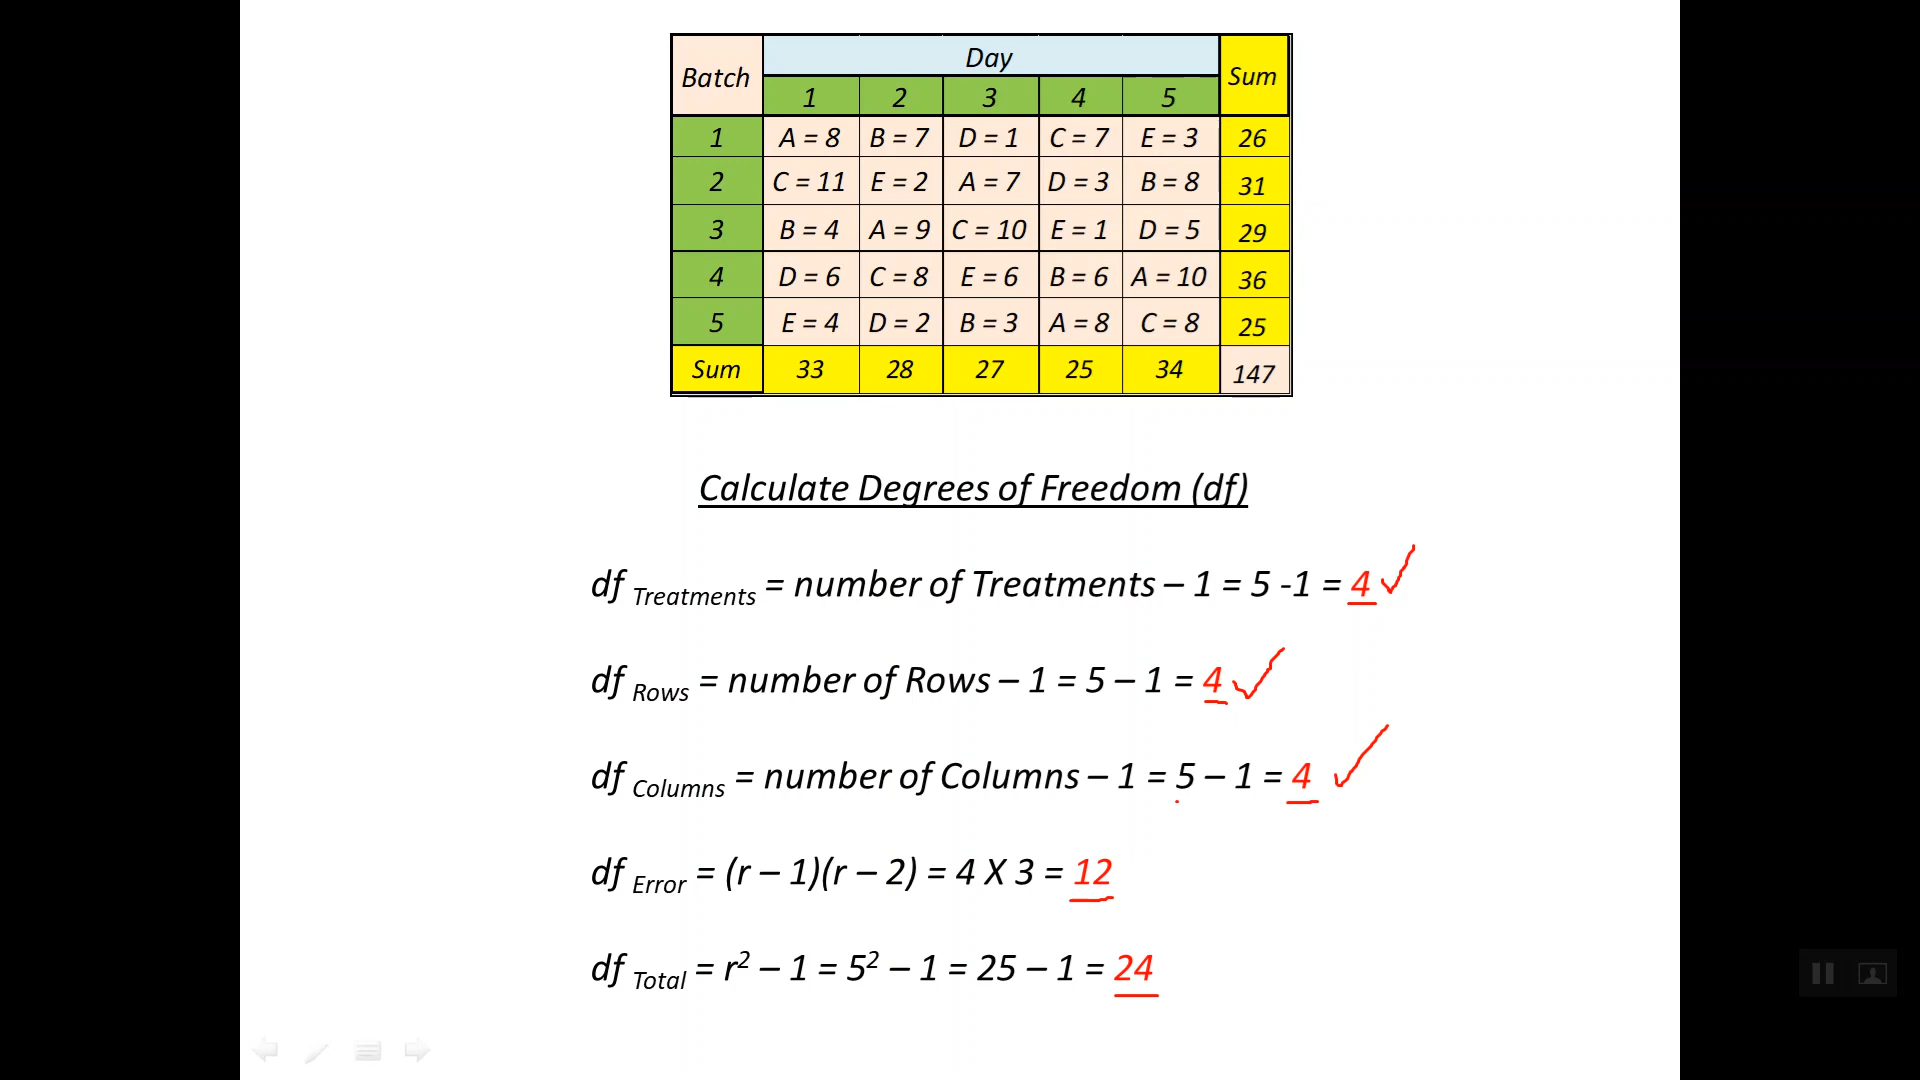 Batch Day Sum
1 2 3 4 5
1 A = 8 B = 7 D = 1 C = 7 E = 3 26
2 C = 11 E = 2 A = 7 D = 3 B = 8 31
3 B = 4 A = 9 C = 10 E = 1 D = 5 29
4 D = 6 C = 8 E = 6 B = 6 A = 10 36
5 E = 4 D = 2 B = 3 A = 8 C = 8 25
Sum 33 28 27 25 34 147
Calculate Degrees of Freedom (df)
df Treatments = number of Treatments – 1 = 5 -1 = 4
df Rows = number of Rows – 1 = 5 – 1 = 4
df Columns = number of Columns – 1 = 5 – 1 = 4
df Error = (r – 1)(r – 2) = 4 X 3 = 12
df Total = r² – 1 = 5² – 1 = 25 – 1 = 24